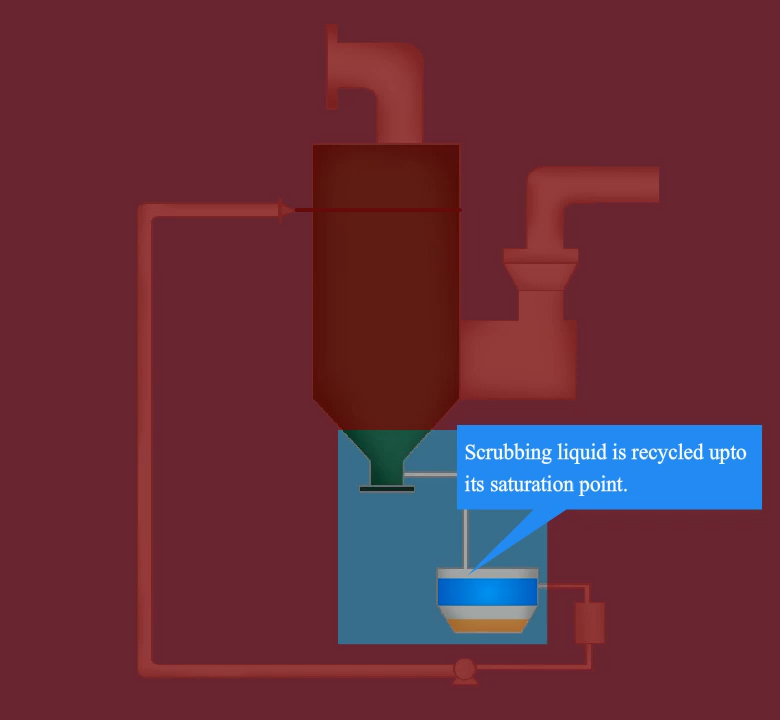 Scrubbing liquid is recycled upto
its saturation point.